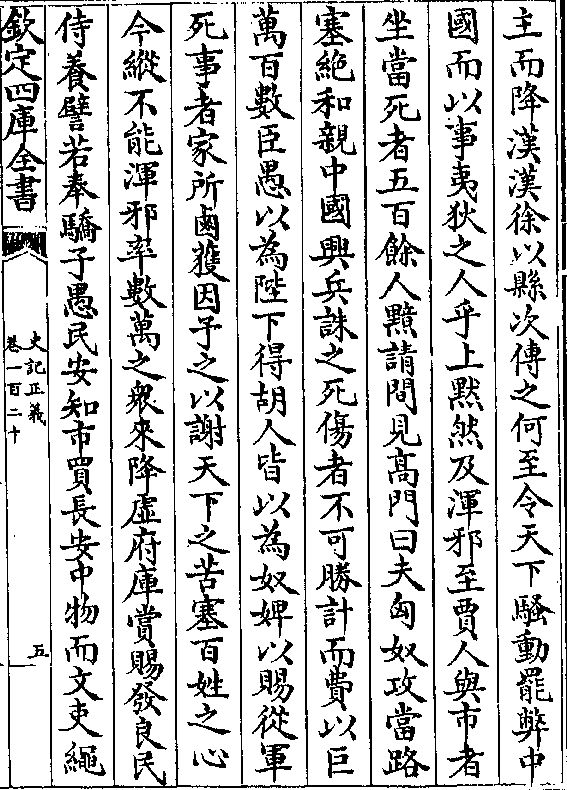 主而降漢漢徐以縣次傳之何至令天下騷動罷弊中
國而以事夷狄之人乎上黙然及渾邪至賈人與市者
坐當死者五百餘人黯請間見髙門曰夫匈奴攻當路
塞絶和親中國興兵誅之死傷者不可勝計而費以巨
萬百數臣愚以為陛下得胡人皆以為奴婢以賜從軍
死事者家所鹵獲因予之以謝天下之苦塞百姓之心
今縱不能渾邪率數萬之衆來降虛府庫賞賜發良民
侍養譬若奉驕子愚民安知市買長安中物而文吏繩
欽定四庫全書
史記正義
卷一百二十
五